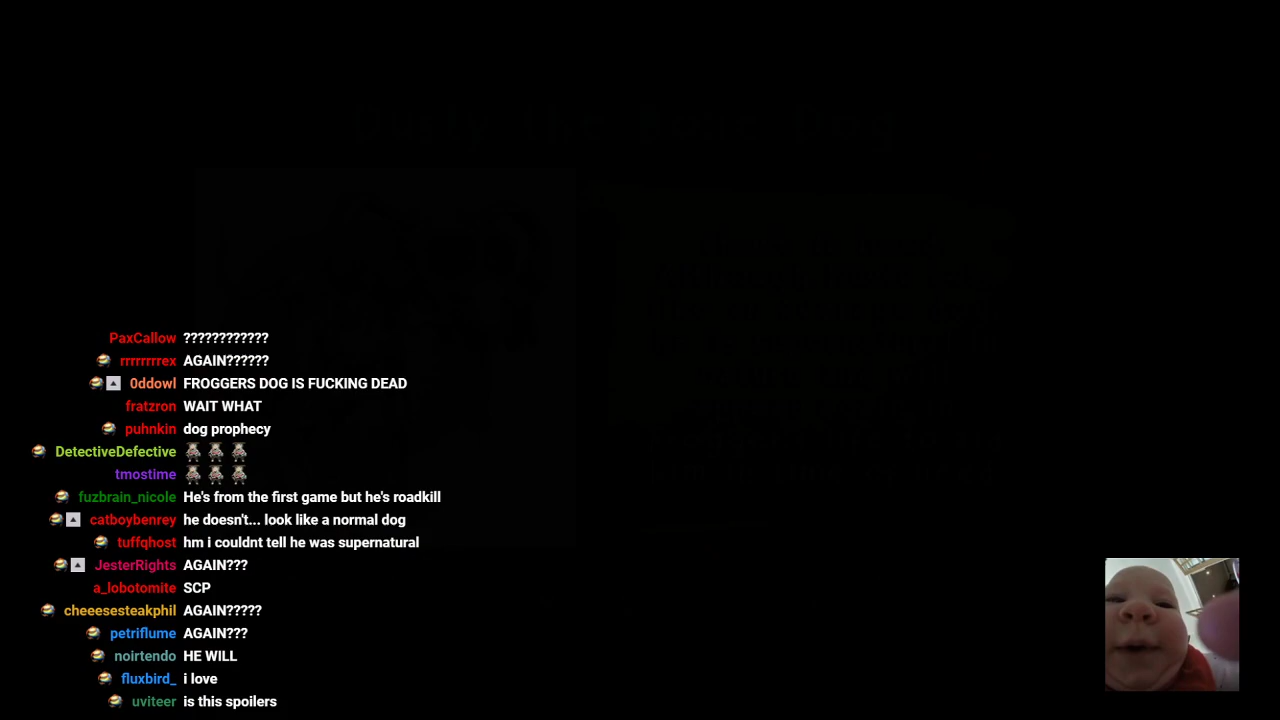 PaxCallow ????????????
rrrrrrrrex AGAIN??????
0ddowl FROGGERS DOG IS FUCKING DEAD
fratzron WAIT WHAT
puhnkin dog prophecy
DetectiveDefective
tmostime
fuzbrain_nicole He's from the first game but he's roadkill
catboybenrey he doesn't... look like a normal dog
tuffqhost hm i couldnt tell he was supernatural
JesterRights AGAIN???
a_lobotomite SCP
cheeesesteakphil AGAIN?????
petriflume AGAIN???
noirtendo HE WILL
fluxbird_ i love
uviteer is this spoilers